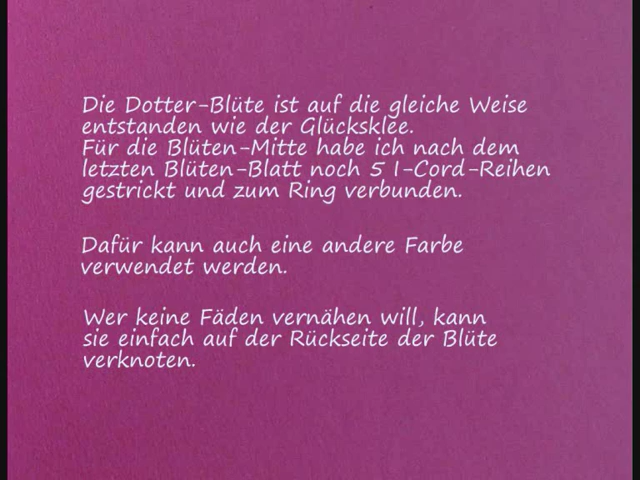 Die Dotter-Blüte ist auf die gleiche Weise
entstanden wie der Glücksklee.
Für die Blüten-Mitte habe ich nach dem
letzten Blüten-Blatt noch 5 I-Cord-Reihen
gestrickt und zum Ring verbunden.
Dafür kann auch eine andere Farbe
verwendet werden.
Wer keine Fäden vernähen will, kann
sie einfach auf der Rückseite der Blüte
verknoten.